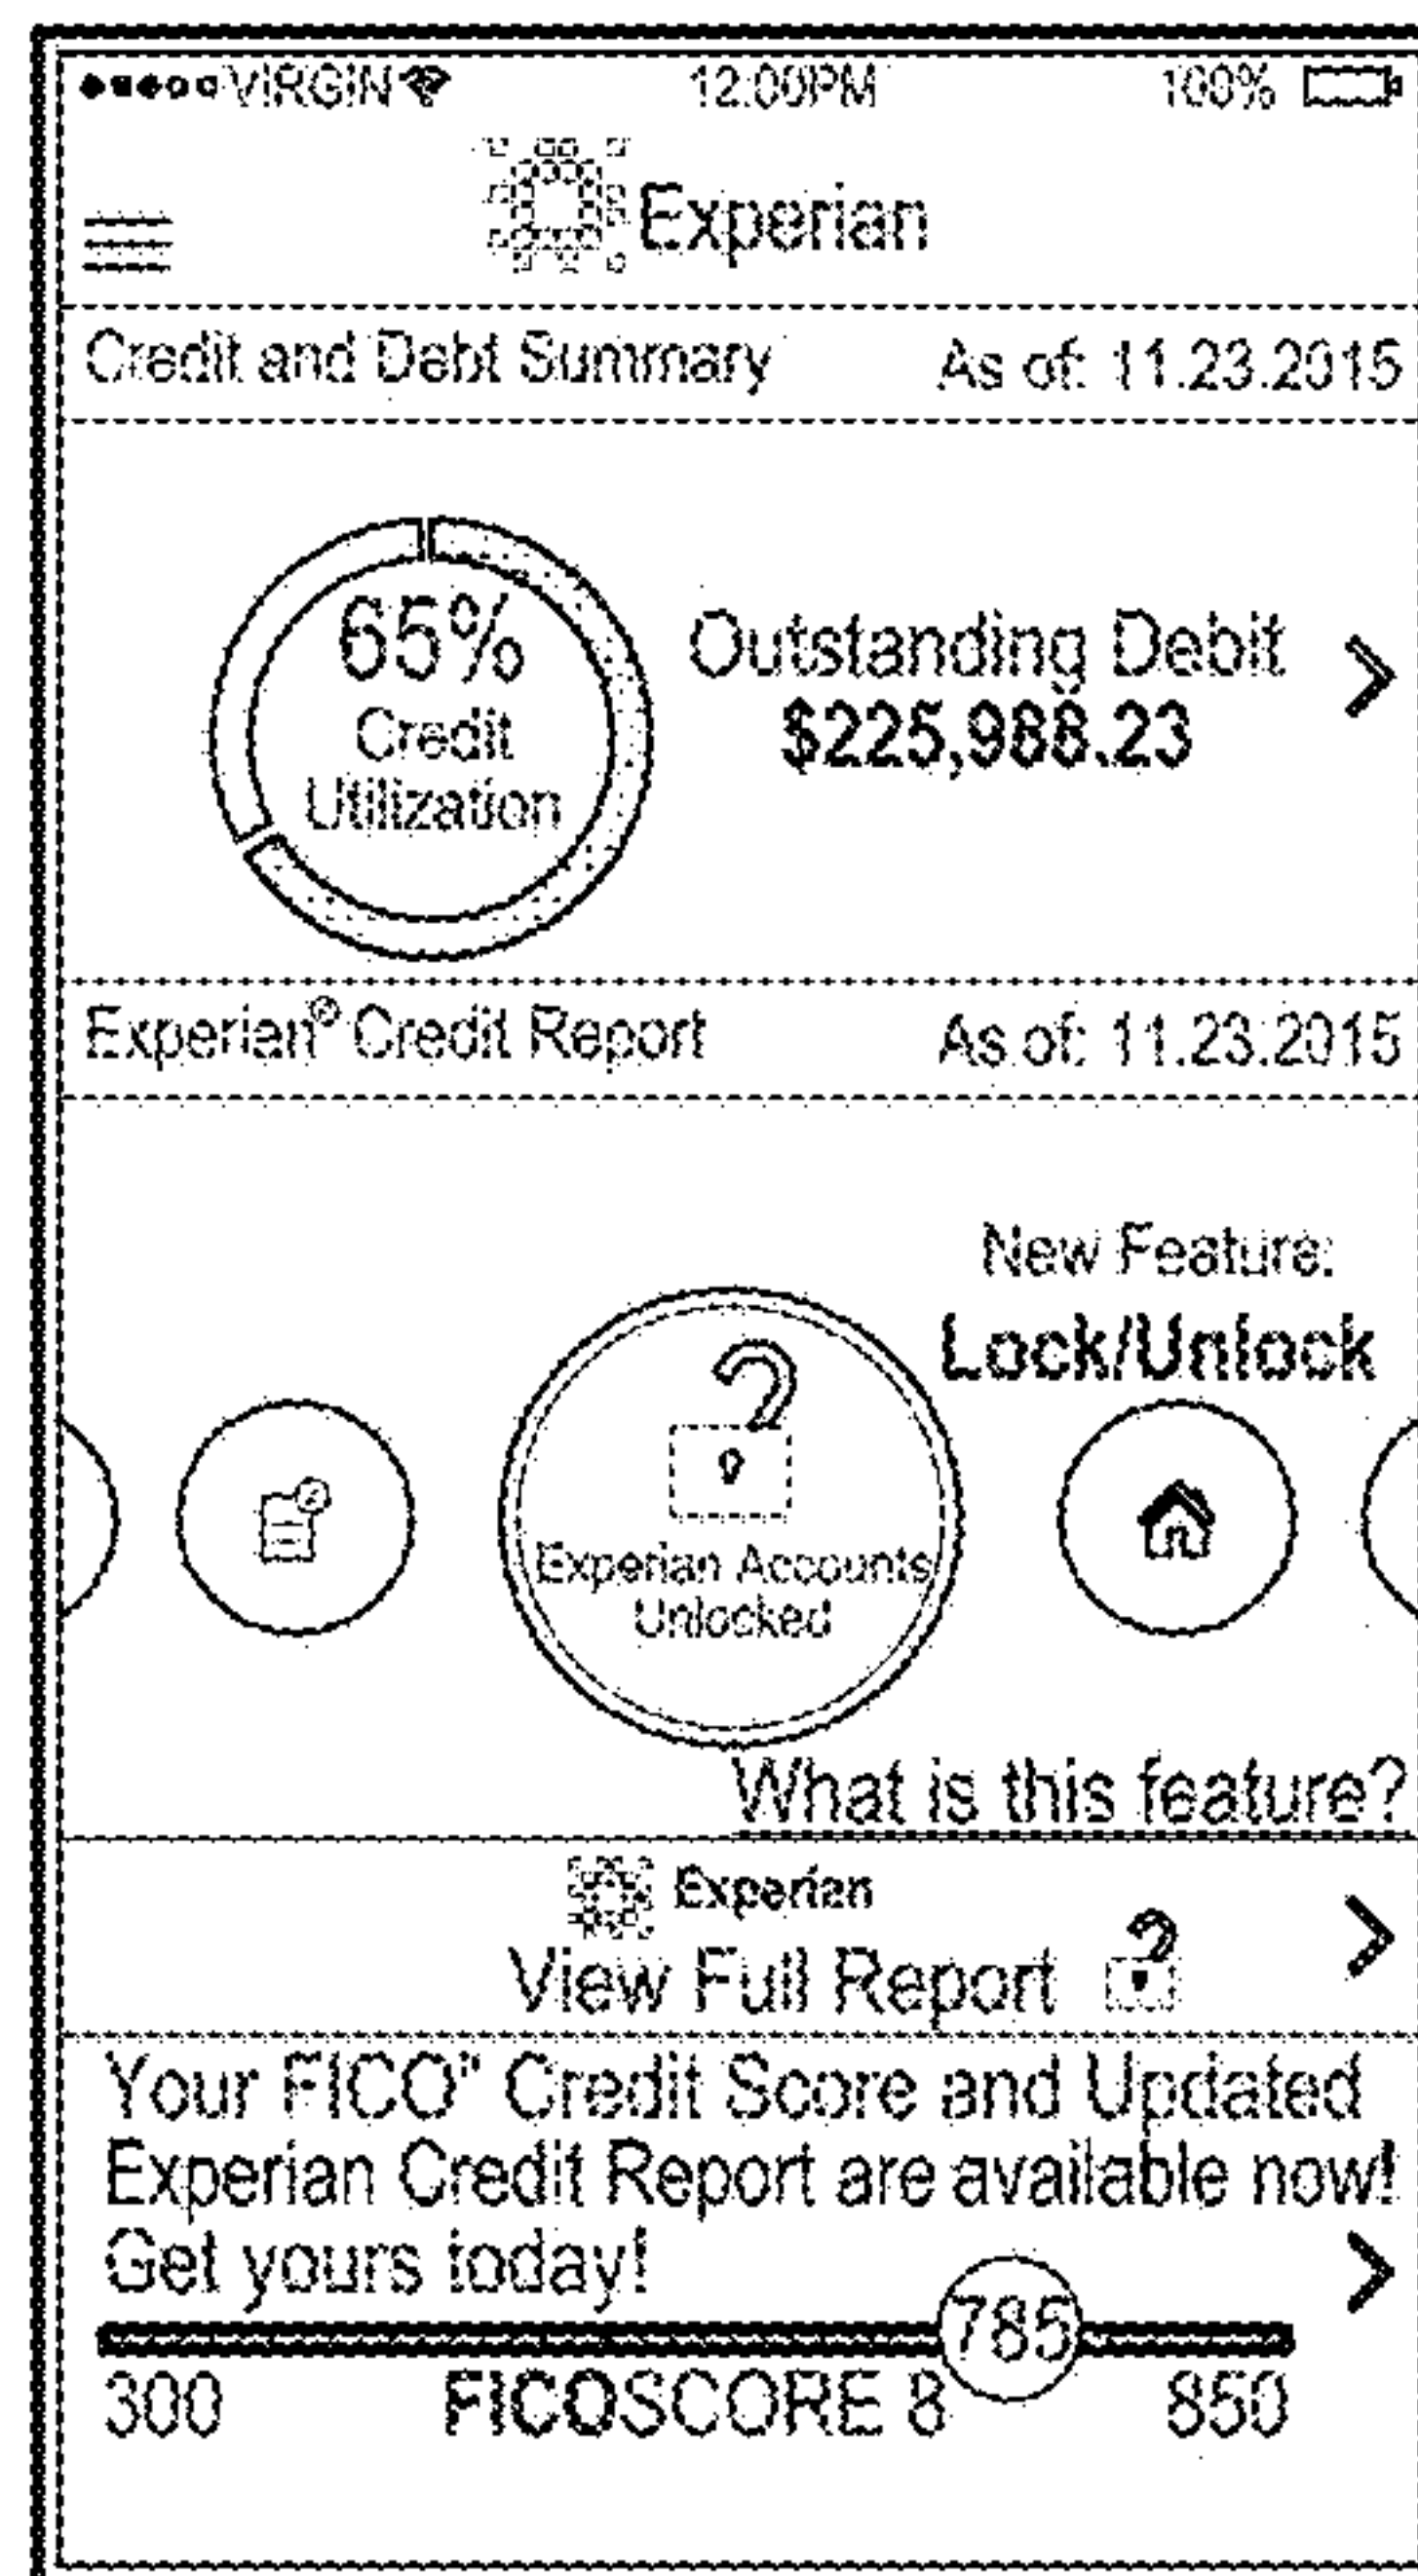 VIRGIN 12:00PM 100%
Experian
Credit and Debt Summary As of: 11.23.2015
65%
Credit
Utilization
Outstanding Debit
$225,988.23
Experian® Credit Report As of: 11.23.2015
New Feature:
Lock/Unlock
Experian Accounts
Unlocked
What is this feature?
Experian
View Full Report
Your FICO" Credit Score and Updated
Experian Credit Report are available now!
Get yours today!
785
300 FICOSCORE 8 850